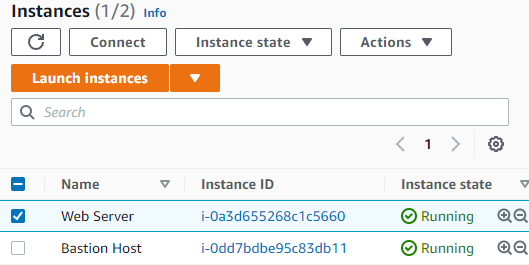 Instances (1/2) Info
Connect Instance state Actions
Launch instances
Search
1
Name Instance ID Instance state
Web Server i-0a3d655268c1c5660 Running
Bastion Host i-0dd7bdbe95c83db11 Running